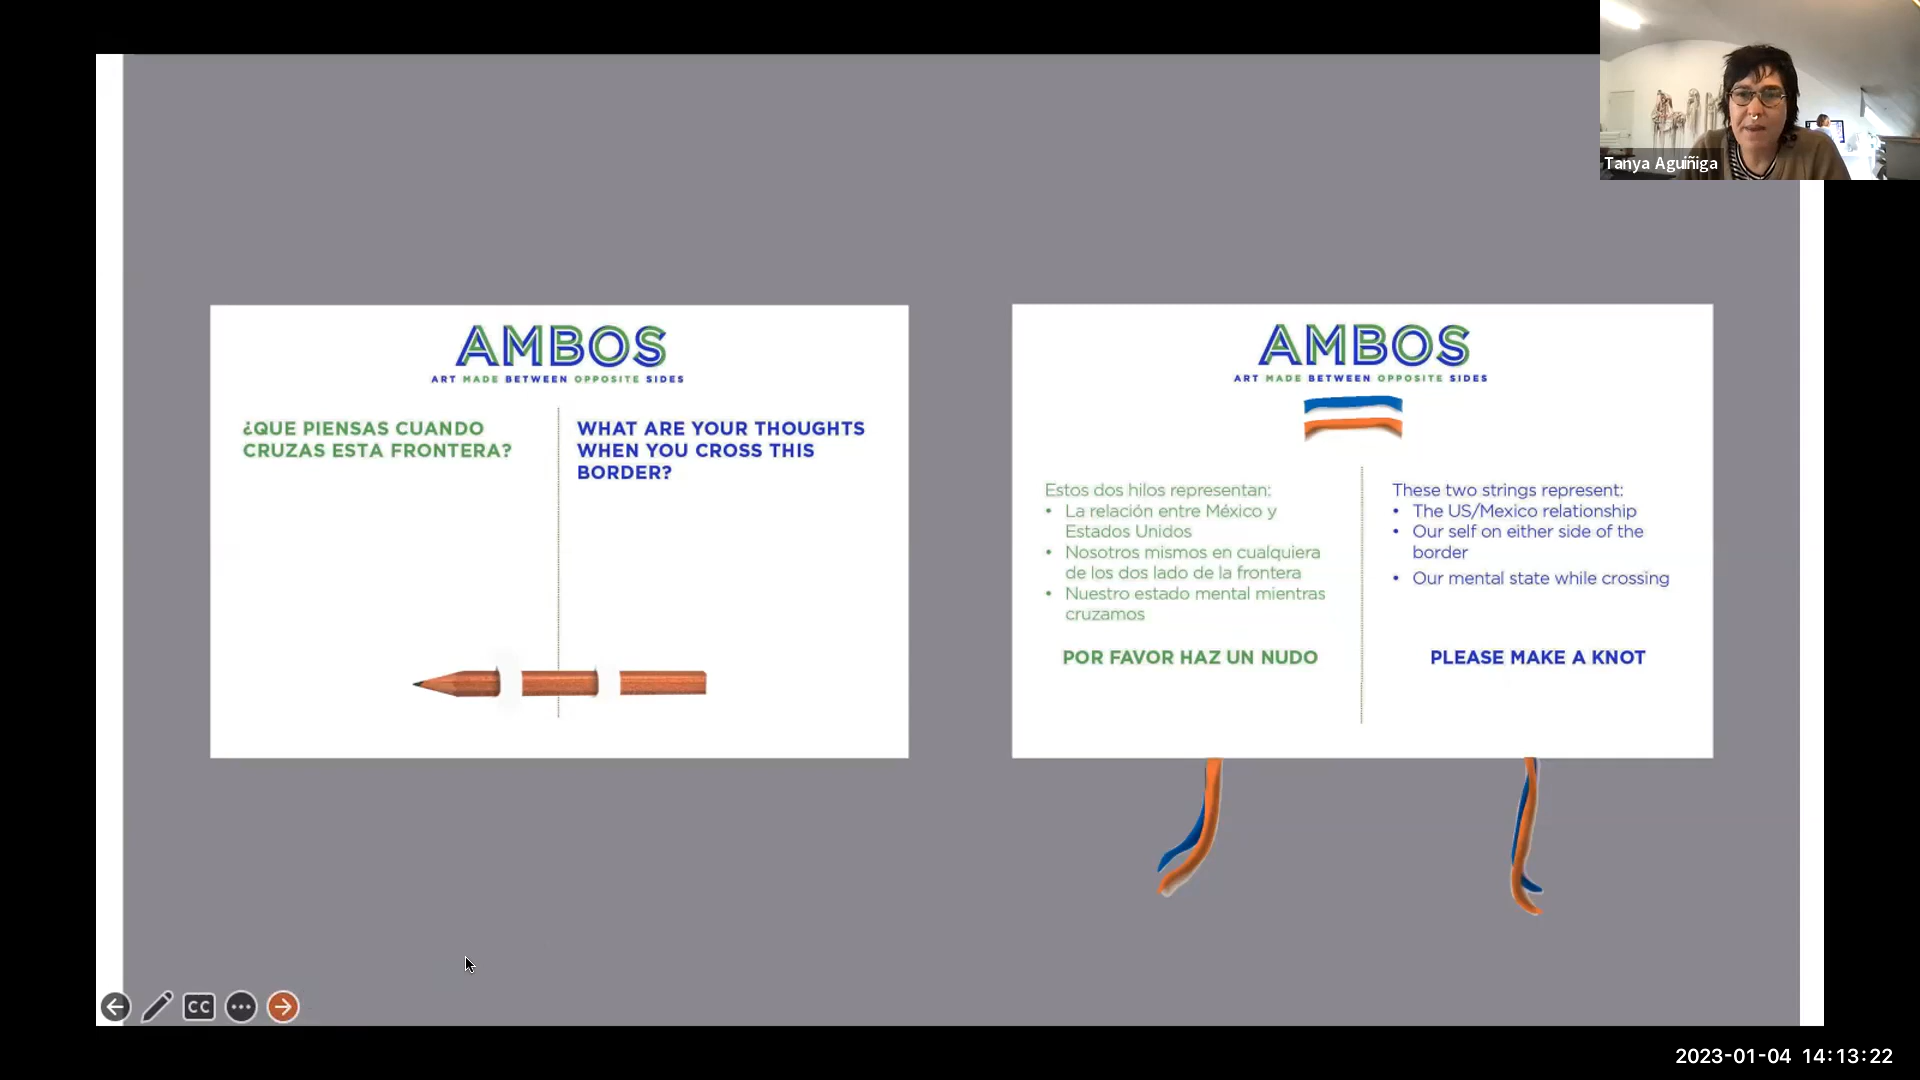 Tanya Aguiñiga
AMBOS
ART MADE BETWEEN OPPOSITE SIDES
¿QUE PIENSAS CUANDO
CRUZAS ESTA FRONTERA?
WHAT ARE YOUR THOUGHTS
WHEN YOU CROSS THIS
BORDER?
AMBOS
ART MADE BETWEEN OPPOSITE SIDES
Estos dos hilos representan:
• La relación entre México y
Estados Unidos
• Nosotros mismos en cualquiera
de los dos lado de la frontera
• Nuestro estado mental mientras
cruzamos
POR FAVOR HAZ UN NUDO
These two strings represent:
• The US/Mexico relationship
• Our self on either side of the
border
• Our mental state while crossing
PLEASE MAKE A KNOT
CC
2023-01-04 14:13:22